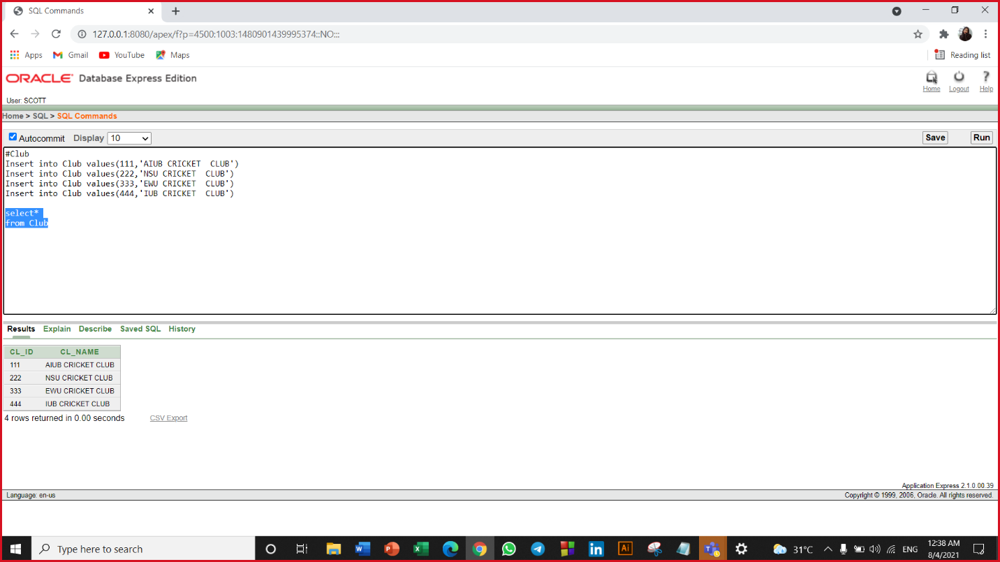 SQL Commands
127.0.0.1:8080/apex/f?p=4500:1003:1480901439995374::NO:::
Apps Gmail YouTube Maps Reading list
ORACLE Database Express Edition
Home Logout Help
User: SCOTT
Home > SQL > SQL Commands
Autocommit Display 10 Save Run
#Club
Insert into Club values(111,'AIUB CRICKET  CLUB')
Insert into Club values(222,'NSU CRICKET  CLUB')
Insert into Club values(333,'EWU CRICKET  CLUB')
Insert into Club values(444,'IUB CRICKET  CLUB')
select*
from Club
Results Explain Describe Saved SQL History
CL_ID CL_NAME
111 AIUB CRICKET CLUB
222 NSU CRICKET CLUB
333 EWU CRICKET CLUB
444 IUB CRICKET CLUB
4 rows returned in 0.00 seconds CSV Export
Application Express 2.1.0.00.39
Language: en-us Copyright © 1999, 2006, Oracle. All rights reserved.
Type here to search 31°C ENG 12:38 AM
8/4/2021